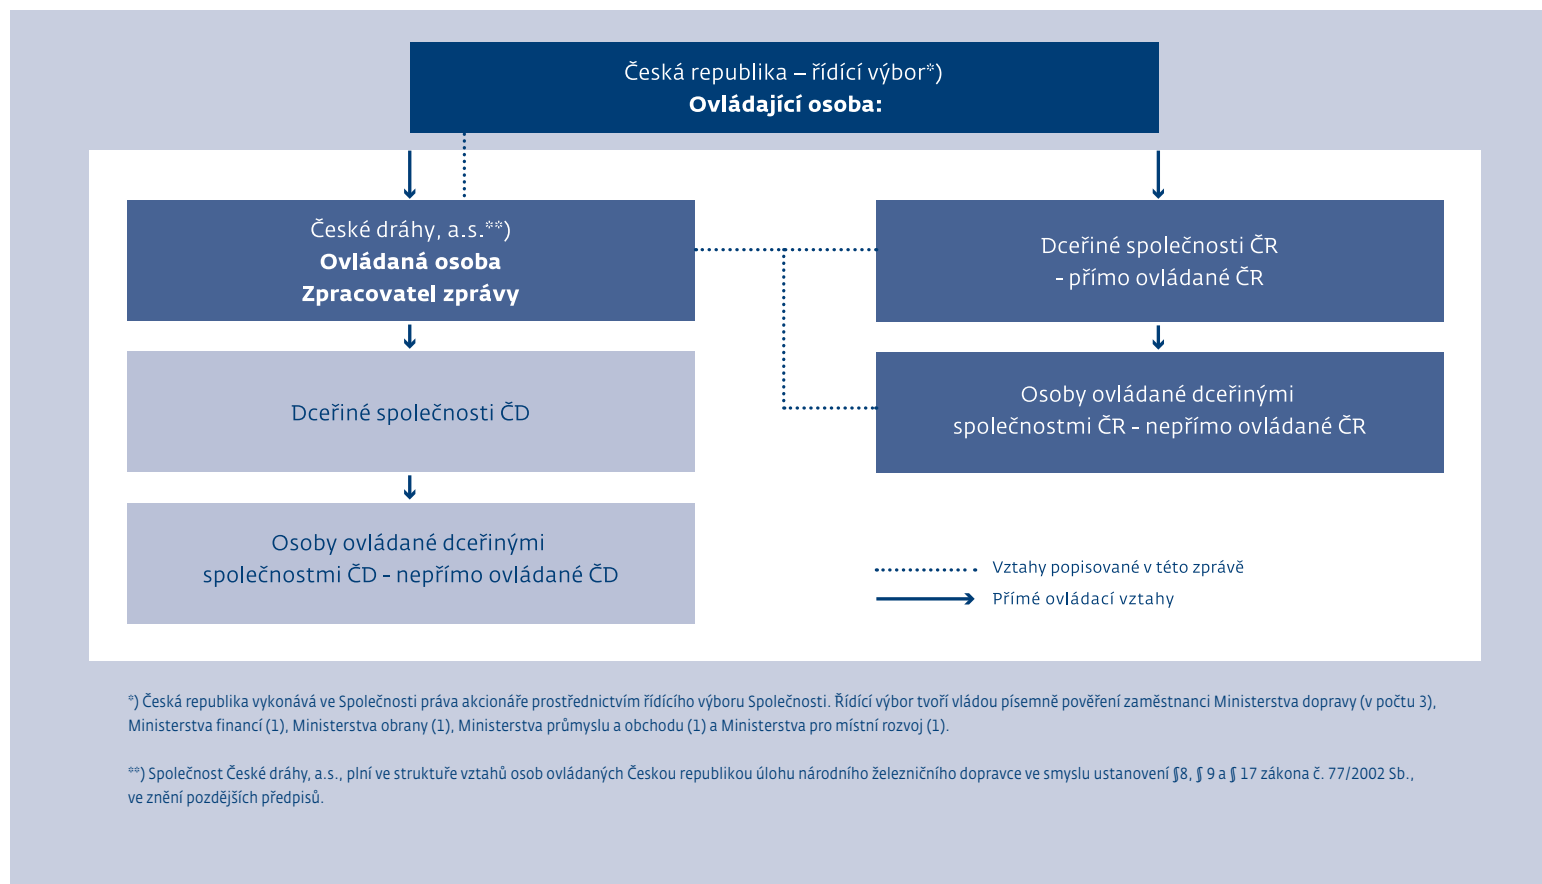 Česká republika – řídící výbor*)
Ovládající osoba:
České dráhy, a.s.**)
Ovládaná osoba
Zpracovatel zprávy
Dceřiné společnosti ČR
- přímo ovládané ČR
Dceřiné společnosti ČD
Osoby ovládané dceřinými
společnostmi ČR - nepřímo ovládané ČR
Osoby ovládané dceřinými
společnostmi ČD - nepřímo ovládané ČD
Vztahy popisované v této zprávě
Přímé ovládací vztahy
*) Česká republika vykonává ve Společnosti práva akcionáře prostřednictvím řídícího výboru Společnosti. Řídící výbor tvoří vládou písemně pověření zaměstnanci Ministerstva dopravy (v počtu 3),
Ministerstva financí (1), Ministerstva obrany (1), Ministerstva průmyslu a obchodu (1) a Ministerstva pro místní rozvoj (1).
**) Společnost České dráhy, a.s., plní ve struktuře vztahů osob ovládaných Českou republikou úlohu národního železničního dopravce ve smyslu ustanovení §8, § 9 a § 17 zákona č. 77/2002 Sb.,
ve znění pozdějších předpisů.